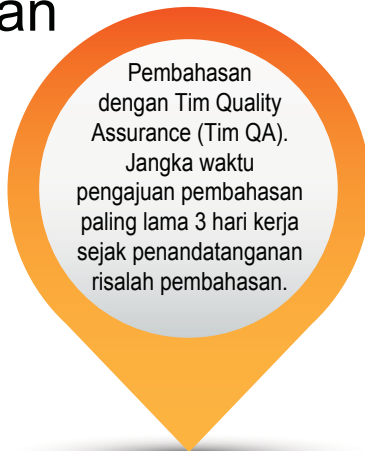 an
Pembahasan
dengan Tim Quality
Assurance (Tim QA).
Jangka waktu
pengajuan pembahasan
paling lama 3 hari kerja
sejak penandatanganan
risalah pembahasan.